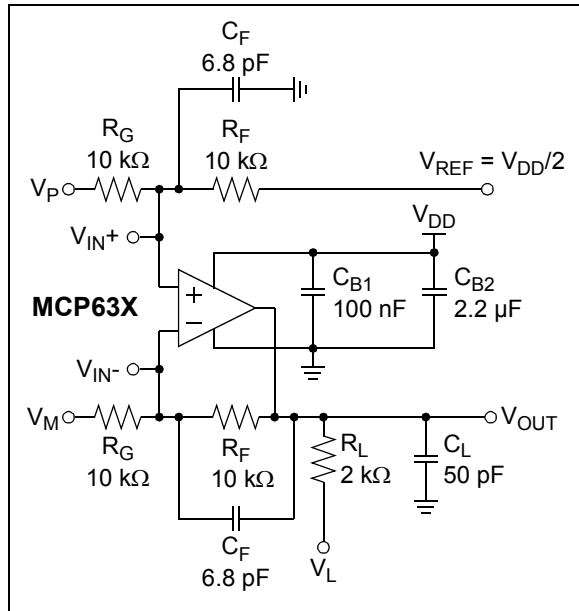 C_F
6.8 pF
R_G
10 kΩ
R_F
10 kΩ
V_REF = V_DD/2
V_P
V_DD
V_IN+
+
C_B1
100 nF
C_B2
2.2 µF
MCP63X
−
V_IN-
V_M
V_OUT
R_G
10 kΩ
R_F
10 kΩ
R_L
2 kΩ
C_L
50 pF
C_F
6.8 pF
V_L